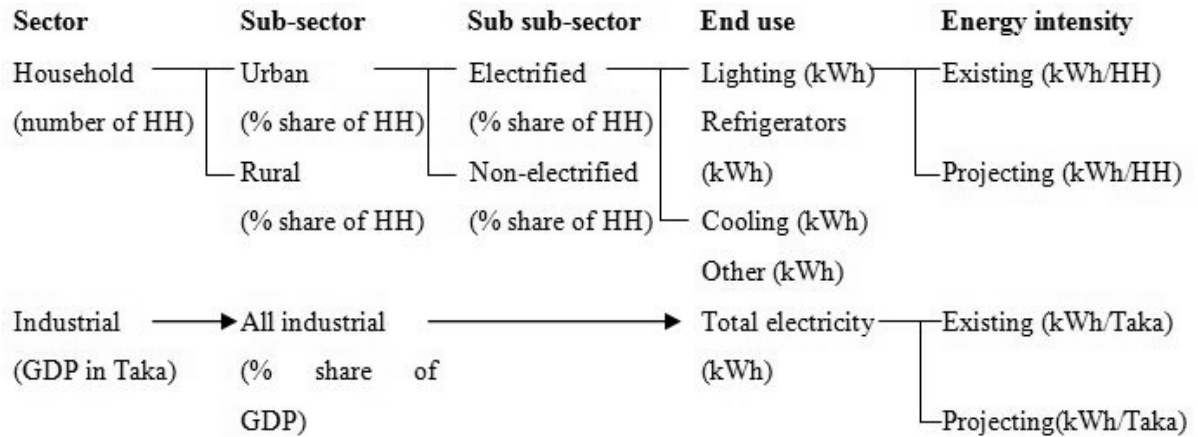 Sector Sub-sector Sub sub-sector End use Energy intensity
Household Urban Electrified Lighting (kWh) Existing (kWh/HH)
(number of HH) (% share of HH) (% share of HH) Refrigerators
Rural Non-electrified (kWh) Projecting (kWh/HH)
(% share of HH) (% share of HH) Cooling (kWh)
Other (kWh)
Industrial All industrial Total electricity Existing (kWh/Taka)
(GDP in Taka) (% share of (kWh)
GDP) Projecting(kWh/Taka)